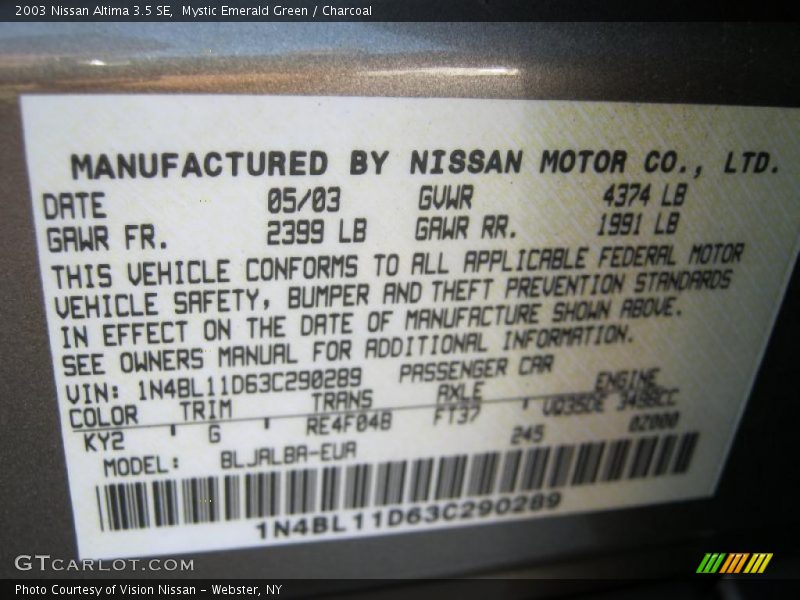 2003 Nissan Altima 3.5 SE, Mystic Emerald Green / Charcoal
MANUFACTURED BY NISSAN MOTOR CO., LTD.
DATE 05/03 GVWR 4374 LB
GAWR FR. 2399 LB GAWR RR. 1991 LB
THIS VEHICLE CONFORMS TO ALL APPLICABLE FEDERAL MOTOR
VEHICLE SAFETY, BUMPER AND THEFT PREVENTION STANDARDS
IN EFFECT ON THE DATE OF MANUFACTURE SHOWN ABOVE.
SEE OWNERS MANUAL FOR ADDITIONAL INFORMATION.
VIN: 1N4BL11D63C290289 PASSENGER CAR
COLOR TRIM TRANS AXLE ENGINE
KY2 G RE4F04B FT37 VQ35DE 3498CC
MODEL: BLJALBA-EUA 245 0Z000
1N4BL11D63C290289
GTCARLOT.COM
Photo Courtesy of Vision Nissan - Webster, NY